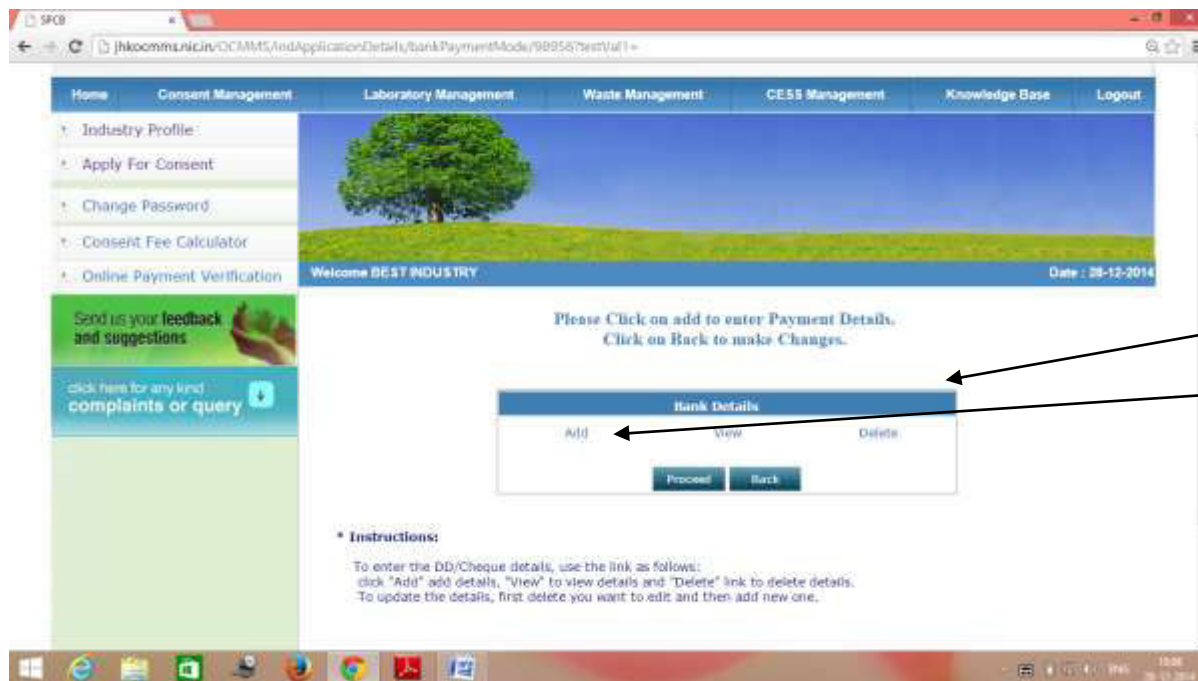 SPCB
jhkocmms.nic.in/OCMMS/indApplicationDetails/bankPaymentMode/98956?testVal1=
Home Consent Management Laboratory Management Waste Management CESS Management Knowledge Base Logout
Industry Profile
Apply For Consent
Change Password
Consent Fee Calculator
Online Payment Verification
Welcome BEST INDUSTRY Date : 28-12-2014
Send us your feedback
and suggestions
click here for any kind
complaints or query
Please Click on add to enter Payment Details.
Click on Back to make Changes.
Bank Details
Add View Delete
Proceed Back
* Instructions:
To enter the DD/Cheque details, use the link as follows:
click "Add" add details, "View" to view details and "Delete" link to delete details.
To update the details, first delete you want to edit and then add new one.
ENG